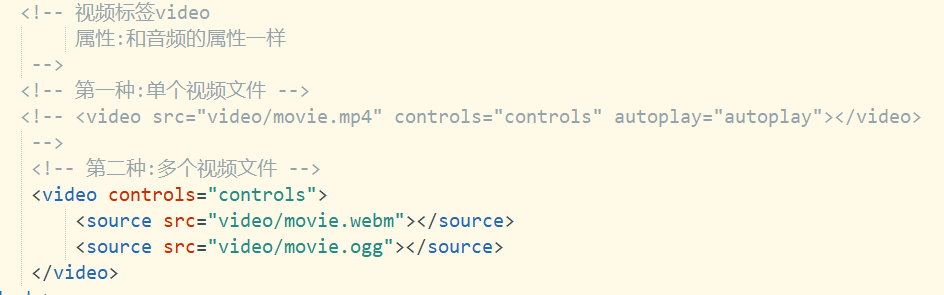 <!-- 视频标签video
属性:和音频的属性一样
-->
<!-- 第一种:单个视频文件 -->
<!-- <video src="video/movie.mp4" controls="controls" autoplay="autoplay"></video>
-->
<!-- 第二种:多个视频文件 -->
<video controls="controls">
<source src="video/movie.webm"></source>
<source src="video/movie.ogg"></source>
</video>